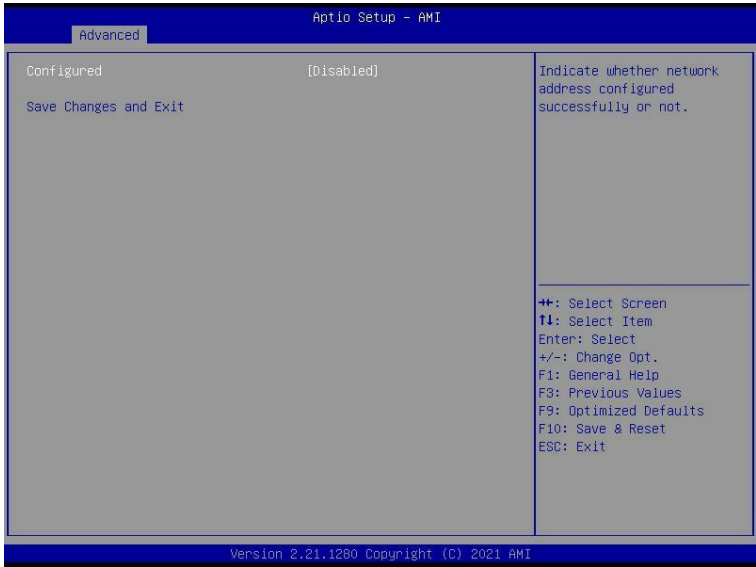 Aptio Setup – AMI
Advanced
Configured [Disabled]
Save Changes and Exit
Indicate whether network
address configured
successfully or not.
→←: Select Screen
↑↓: Select Item
Enter: Select
+/-: Change Opt.
F1: General Help
F3: Previous Values
F9: Optimized Defaults
F10: Save & Reset
ESC: Exit
Version 2.21.1280 Copyright (C) 2021 AMI